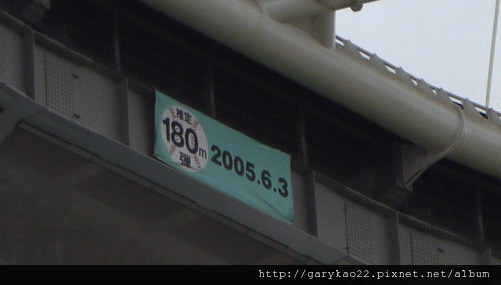 推定
180m
弾
2005.6.3
http://garykao22.pixnet.net/album